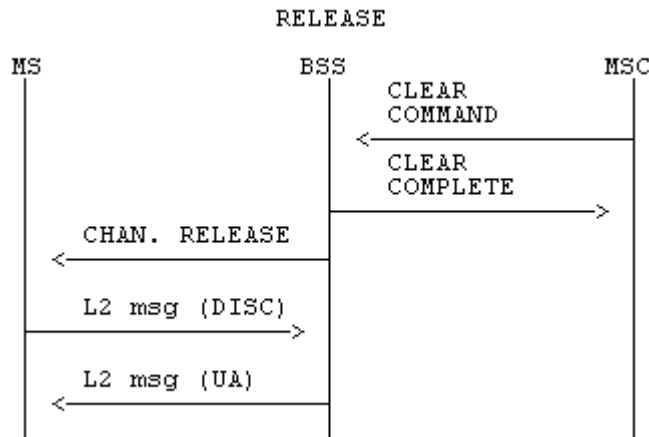 RELEASE
MS BSS MSC
CLEAR
COMMAND
CLEAR
COMPLETE
CHAN. RELEASE
L2 msg (DISC)
L2 msg (UA)